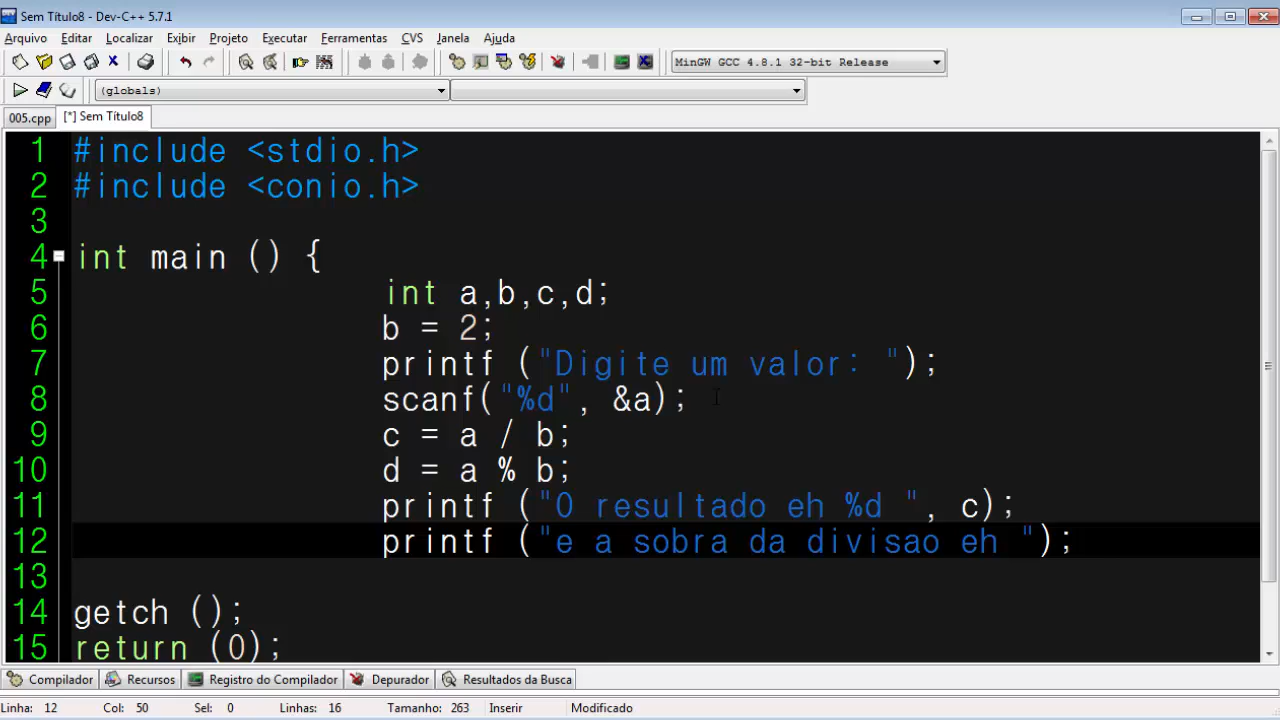 Sem Título8 - Dev-C++ 5.7.1
Arquivo Editar Localizar Exibir Projeto Executar Ferramentas CVS Janela Ajuda
MinGW GCC 4.8.1 32-bit Release
(globals)
005.cpp [*] Sem Título8
1 #include <stdio.h>
2 #include <conio.h>
3
4 int main () {
5 int a,b,c,d;
6 b = 2;
7 printf ("Digite um valor: ");
8 scanf("%d", &a);
9 c = a / b;
10 d = a % b;
11 printf ("O resultado eh %d ", c);
12 printf ("e a sobra da divisao eh ");
13
14 getch ();
15 return (0);
Compilador Recursos Registro do Compilador Depurador Resultados da Busca
Linha: 12 Col: 50 Sel: 0 Linhas: 16 Tamanho: 263 Inserir Modificado